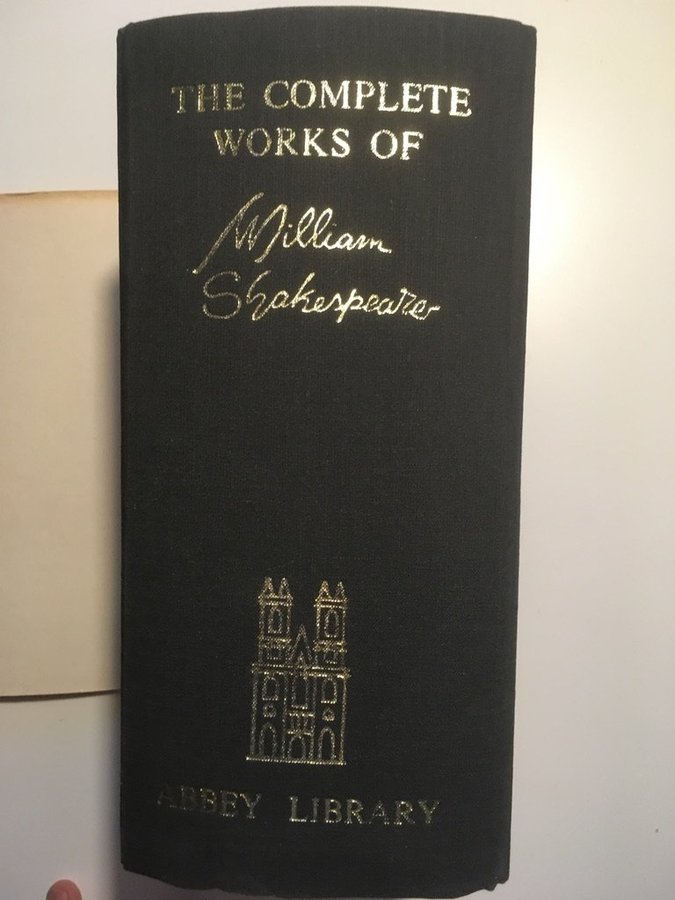 THE COMPLETE
WORKS OF
William
Shakespeare
ABBEY LIBRARY